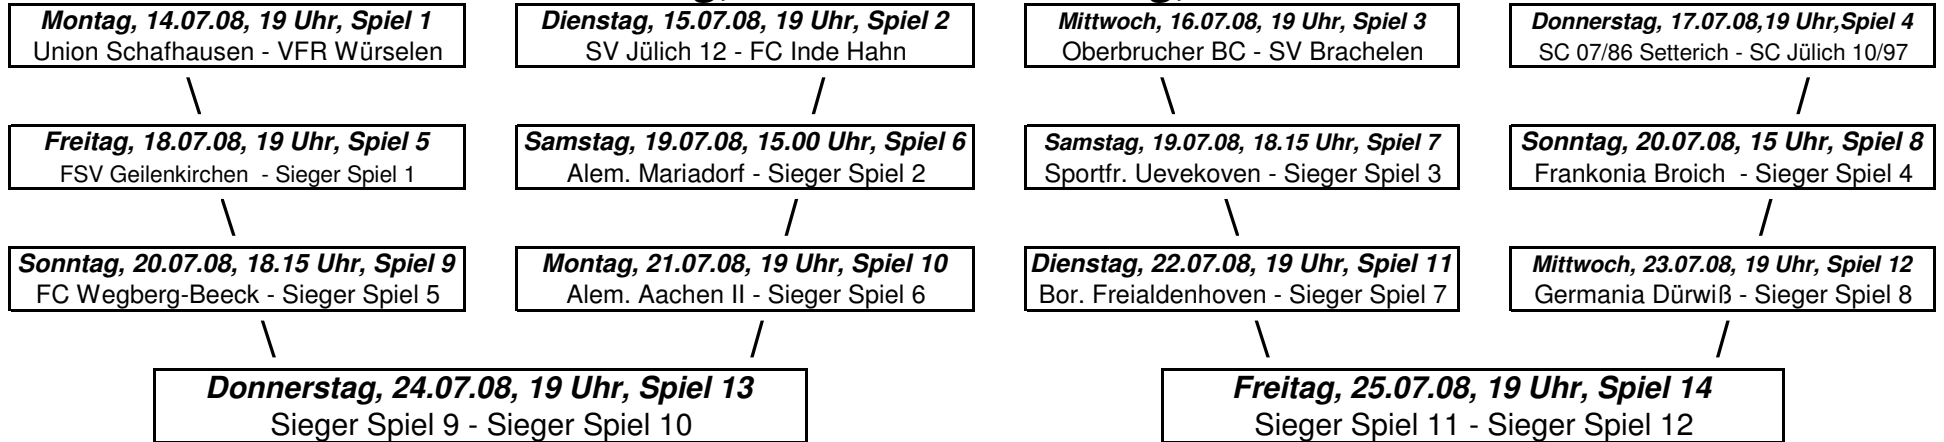 Montag, 14.07.08, 19 Uhr, Spiel 1
Union Schafhausen - VFR Würselen
Dienstag, 15.07.08, 19 Uhr, Spiel 2
SV Jülich 12 - FC Inde Hahn
Mittwoch, 16.07.08, 19 Uhr, Spiel 3
Oberbrucher BC - SV Brachelen
Donnerstag, 17.07.08,19 Uhr,Spiel 4
SC 07/86 Setterich - SC Jülich 10/97
Freitag, 18.07.08, 19 Uhr, Spiel 5
FSV Geilenkirchen - Sieger Spiel 1
Samstag, 19.07.08, 15.00 Uhr, Spiel 6
Alem. Mariadorf - Sieger Spiel 2
Samstag, 19.07.08, 18.15 Uhr, Spiel 7
Sportfr. Uevekoven - Sieger Spiel 3
Sonntag, 20.07.08, 15 Uhr, Spiel 8
Frankonia Broich - Sieger Spiel 4
Sonntag, 20.07.08, 18.15 Uhr, Spiel 9
FC Wegberg-Beeck - Sieger Spiel 5
Montag, 21.07.08, 19 Uhr, Spiel 10
Alem. Aachen II - Sieger Spiel 6
Dienstag, 22.07.08, 19 Uhr, Spiel 11
Bor. Freialdenhoven - Sieger Spiel 7
Mittwoch, 23.07.08, 19 Uhr, Spiel 12
Germania Dürwiß - Sieger Spiel 8
Donnerstag, 24.07.08, 19 Uhr, Spiel 13
Sieger Spiel 9 - Sieger Spiel 10
Freitag, 25.07.08, 19 Uhr, Spiel 14
Sieger Spiel 11 - Sieger Spiel 12